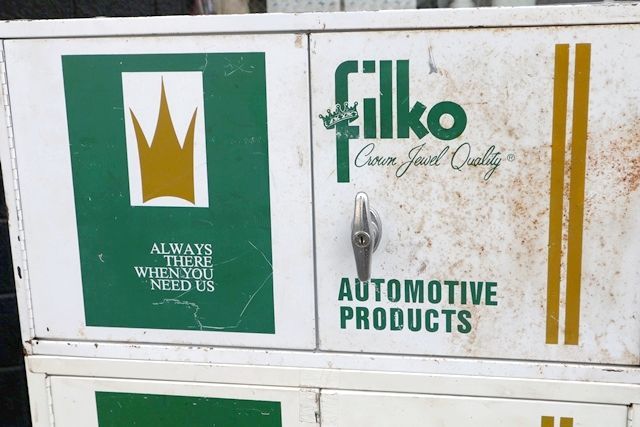 ALWAYS
THERE
WHEN YOU
NEED US
filko
Crown Jewel Quality®
AUTOMOTIVE
PRODUCTS